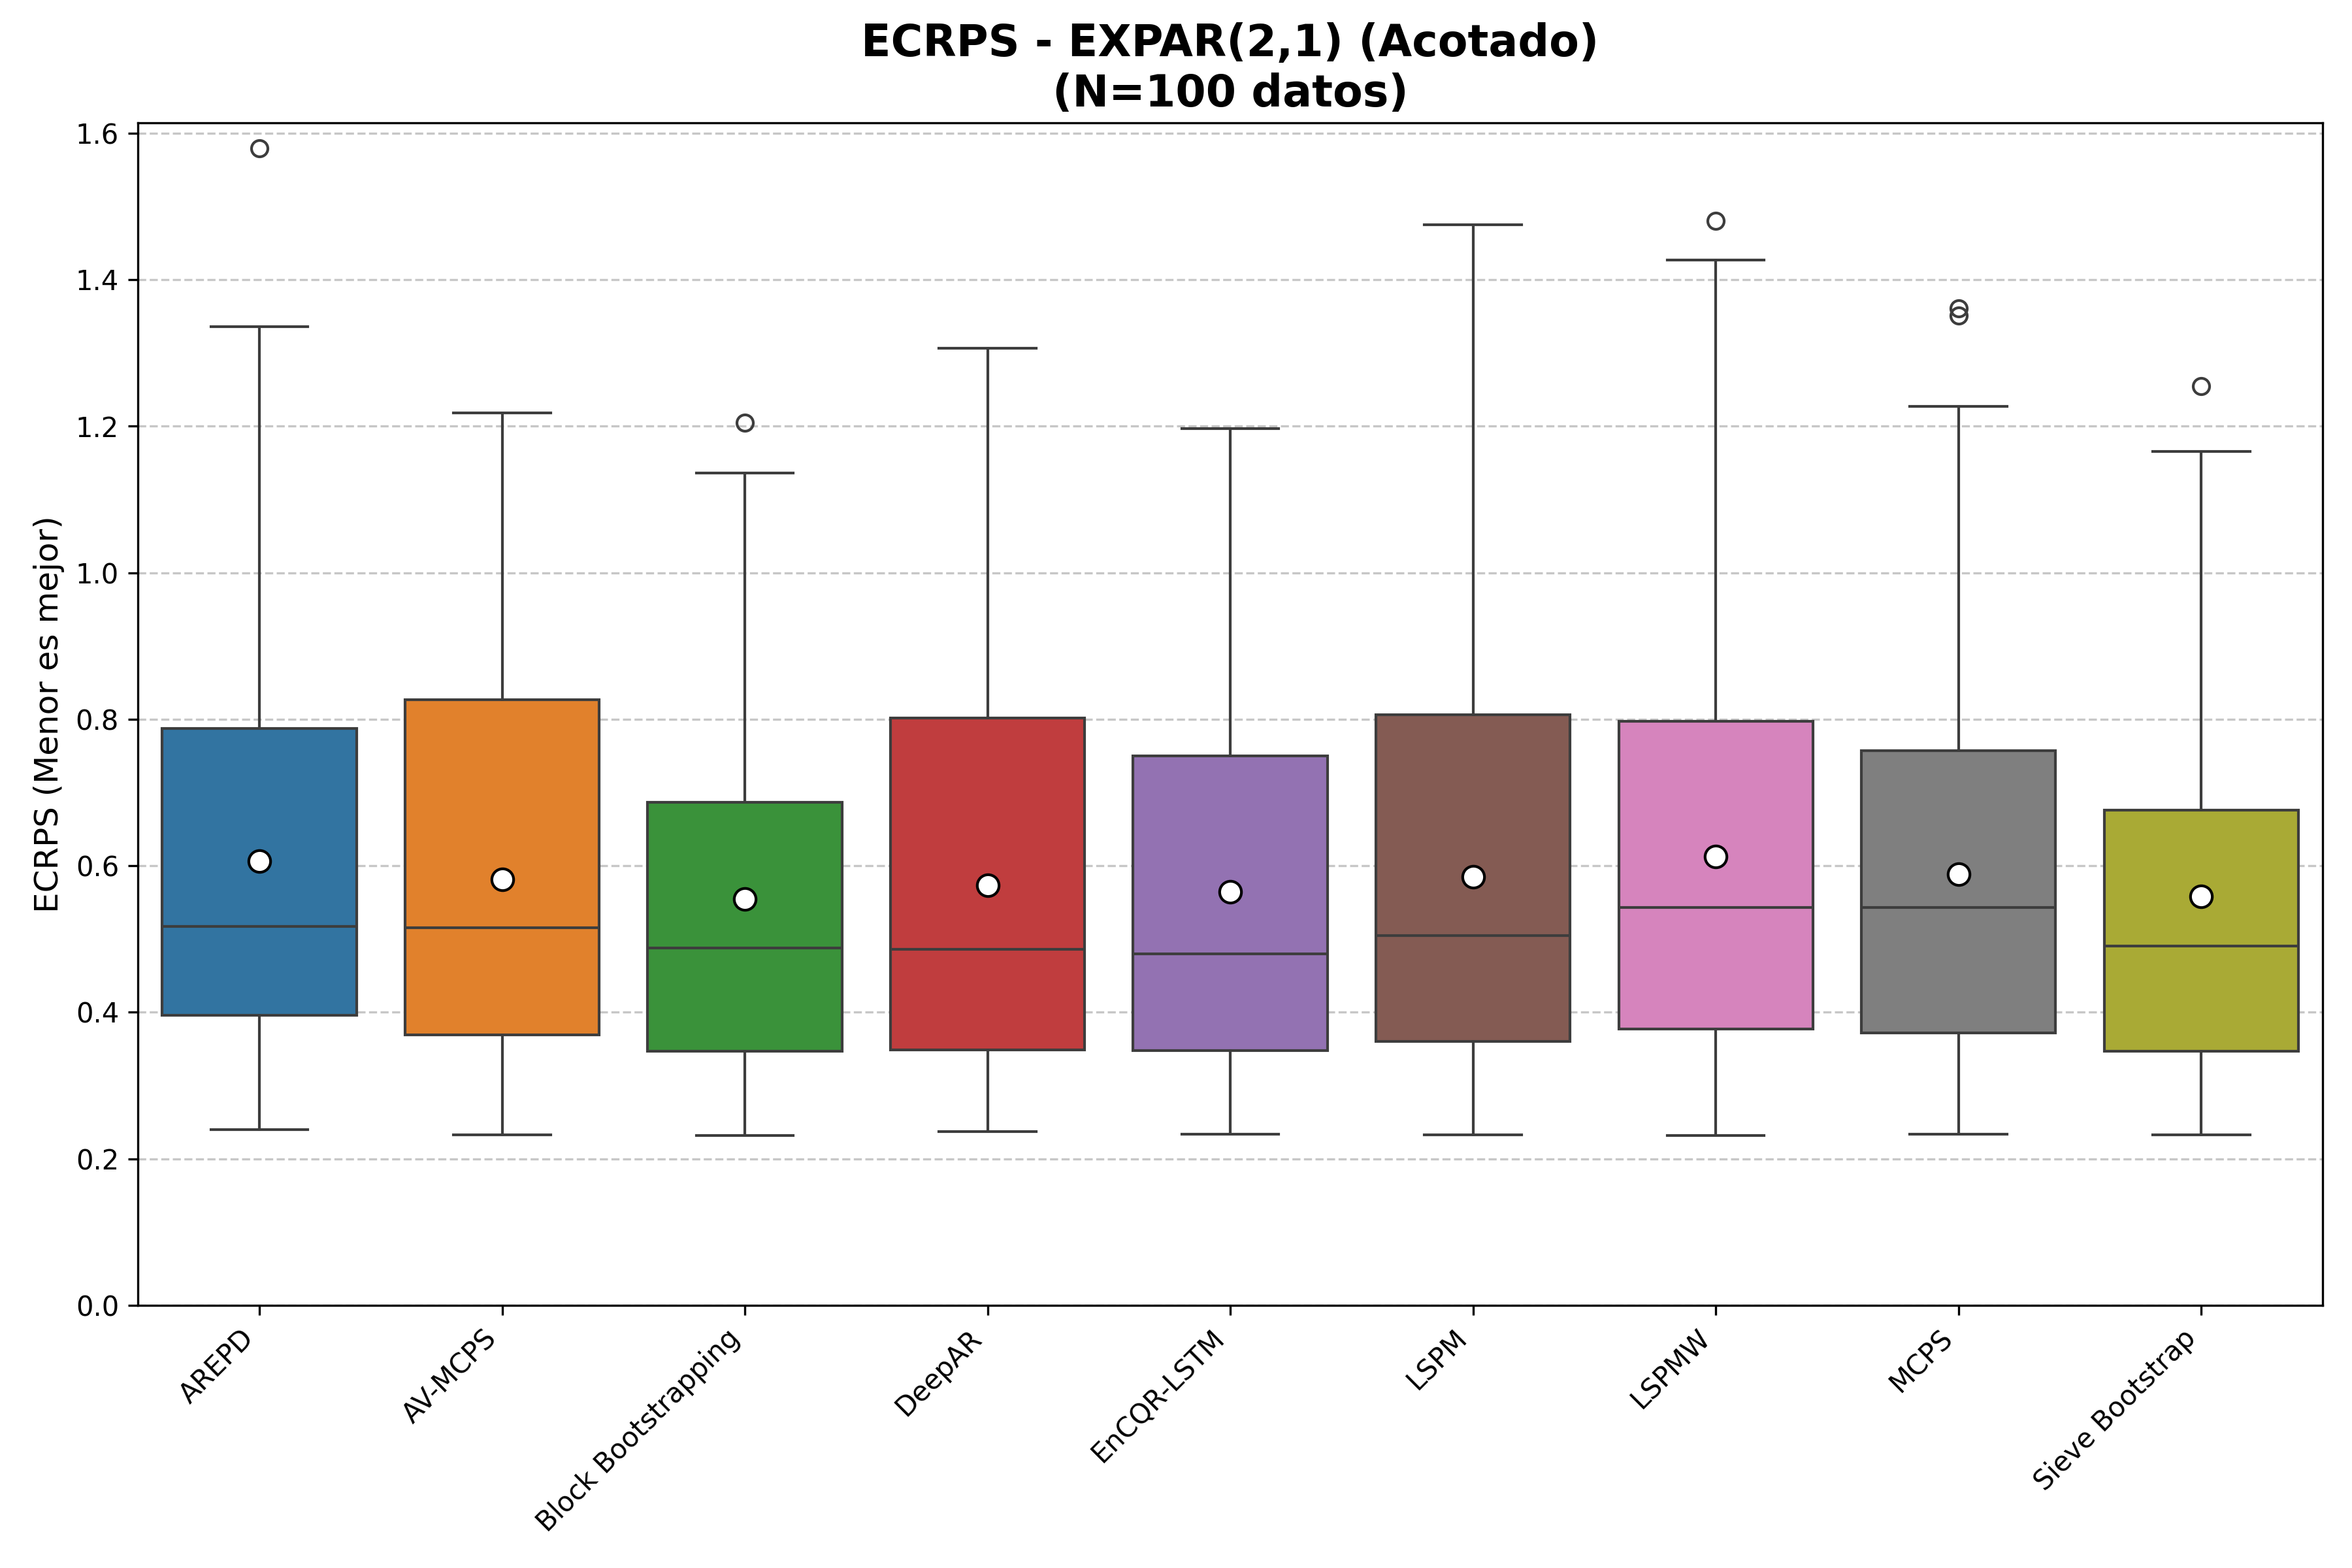 ECRPS - EXPAR(2,1) (Acotado)
(N=100 datos)
ECRPS (Menor es mejor)
1.6
1.4
1.2
1.0
0.8
0.6
0.4
0.2
0.0
AREPD
AV-MCPS
Block Bootstrapping
DeepAR
EnCQR-LSTM
LSPM
LSPMW
MCPS
Sieve Bootstrap